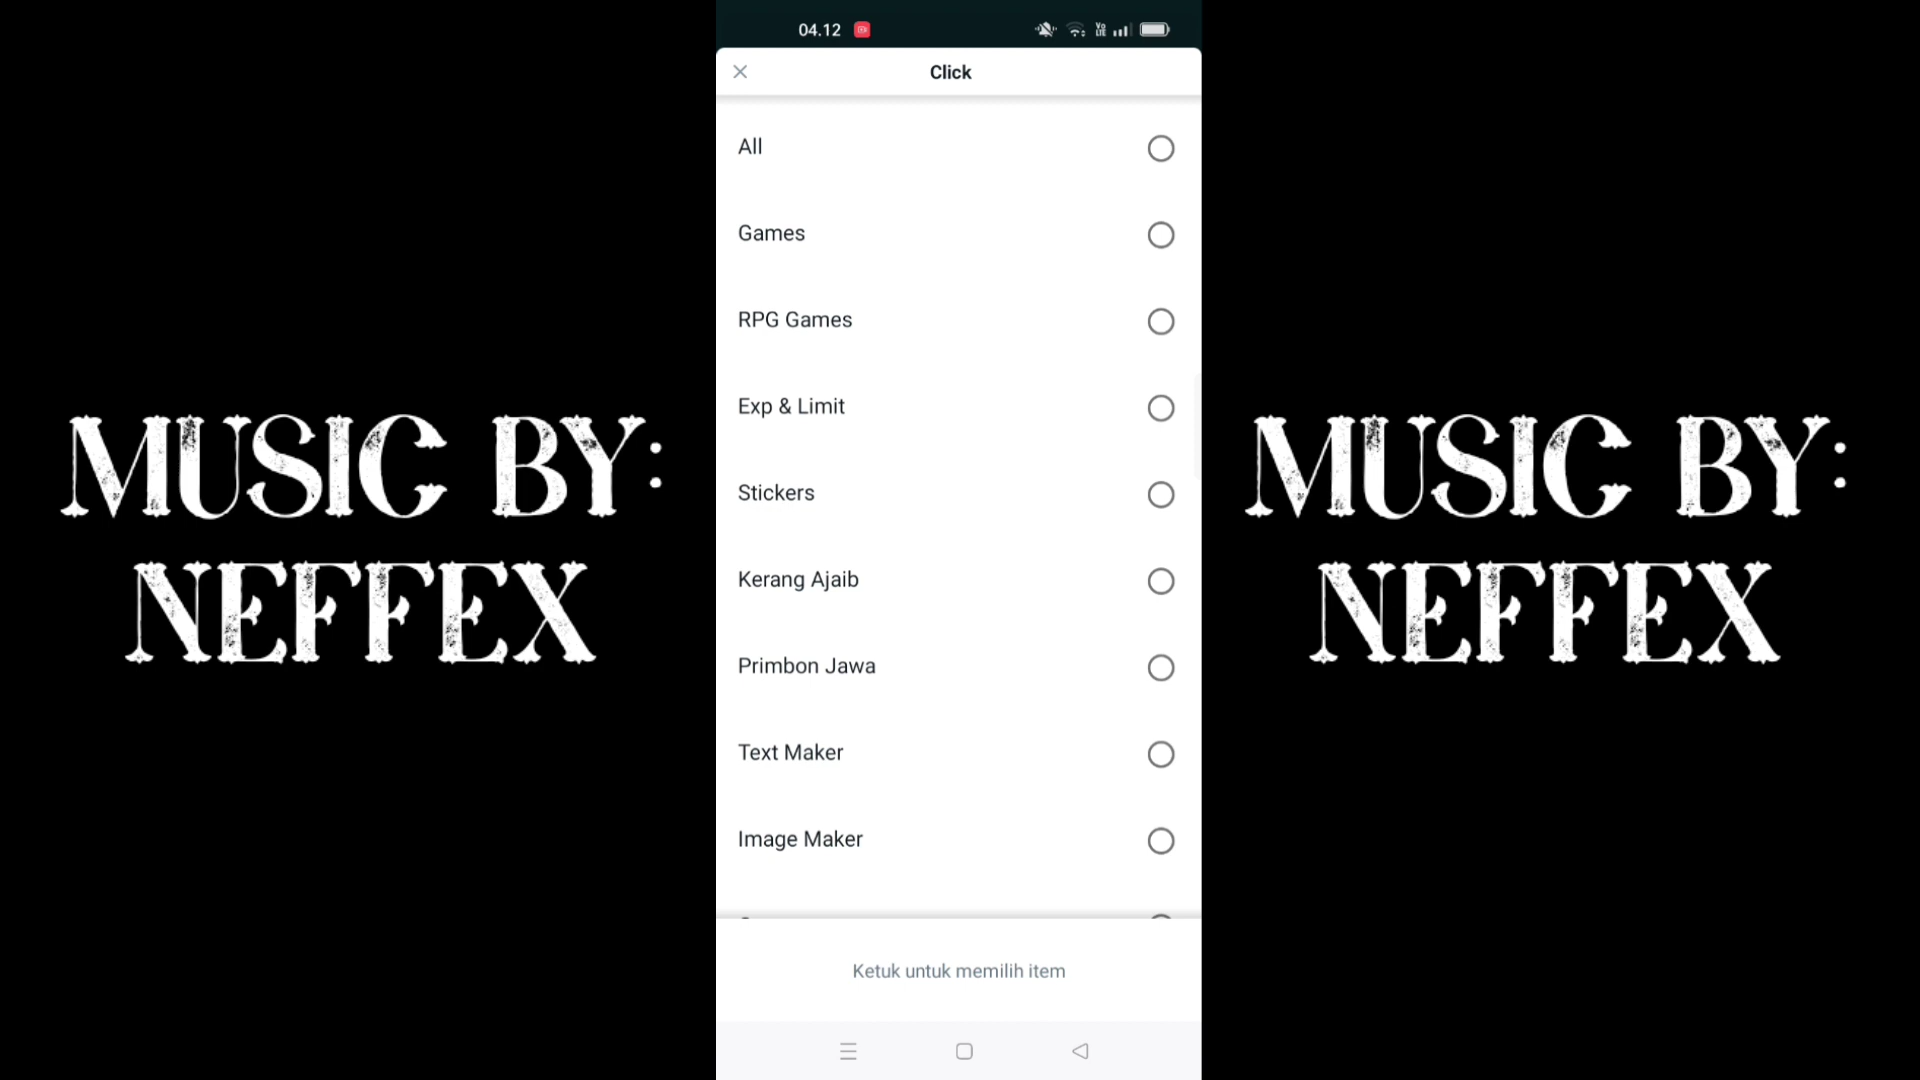 04.12
Click
All
Games
RPG Games
Exp & Limit
Stickers
Kerang Ajaib
Primbon Jawa
Text Maker
Image Maker
Ketuk untuk memilih item
MUSIC BY:
NEFFEX
MUSIC BY:
NEFFEX